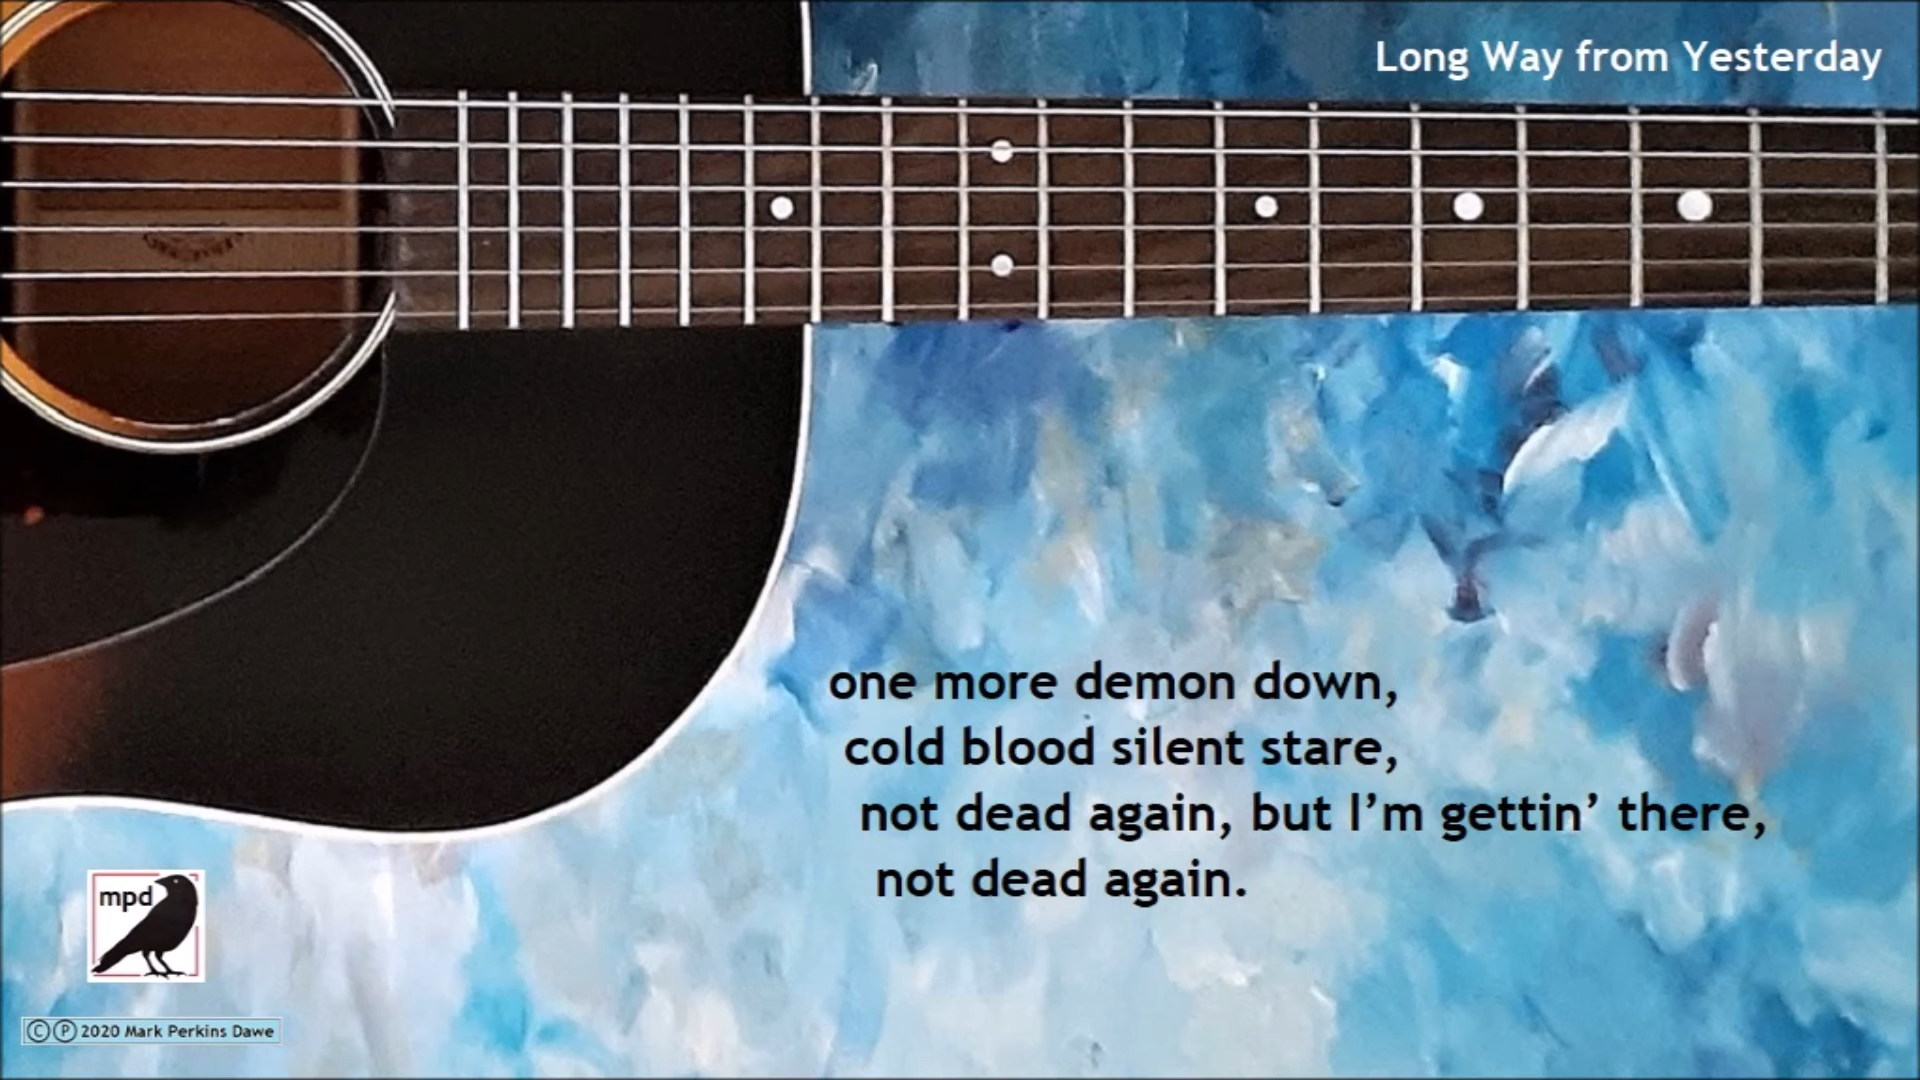 Long Way from Yesterday
one more demon down,
cold blood silent stare,
not dead again, but I’m gettin’ there,
not dead again.
mpd
Ⓒ Ⓟ 2020 Mark Perkins Dawe